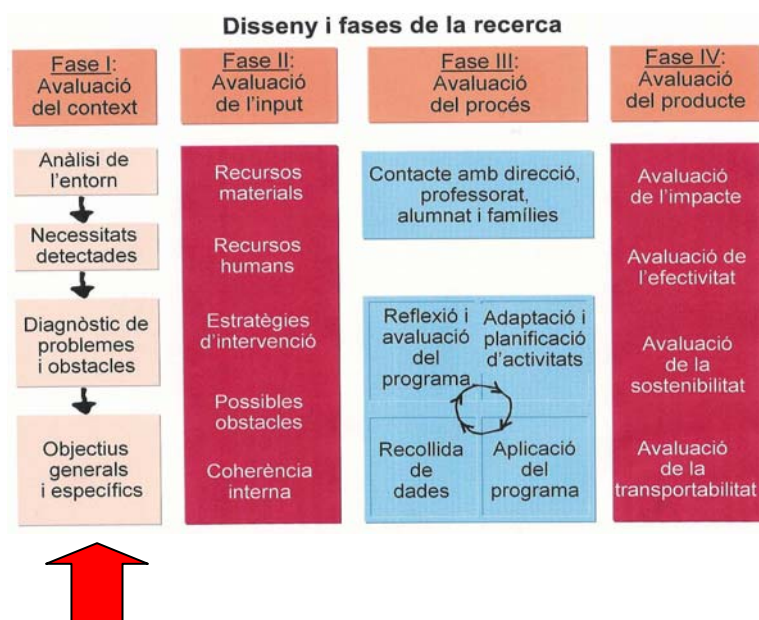 Disseny i fases de la recerca
Fase I:
Avaluació
del context
Anàlisi de
l'entorn
Necessitats
detectades
Diagnòstic de
problemes
i obstacles
Objectius
generals
i específics
Fase II:
Avaluació
de l'input
Recursos
materials
Recursos
humans
Estratègies
d'intervenció
Possibles
obstacles
Coherència
interna
Fase III:
Avaluació
del procés
Contacte amb direcció,
professorat,
alumnat i famílies
Reflexió i
avaluació
del
programa
Adaptació i
planificació
d'activitats
Recollida
de
dades
Aplicació
del
programa
Fase IV:
Avaluació
del producte
Avaluació
de l'impacte
Avaluació de
l'efectivitat
Avaluació
de la
sostenibilitat
Avaluació
de la
transportabilitat